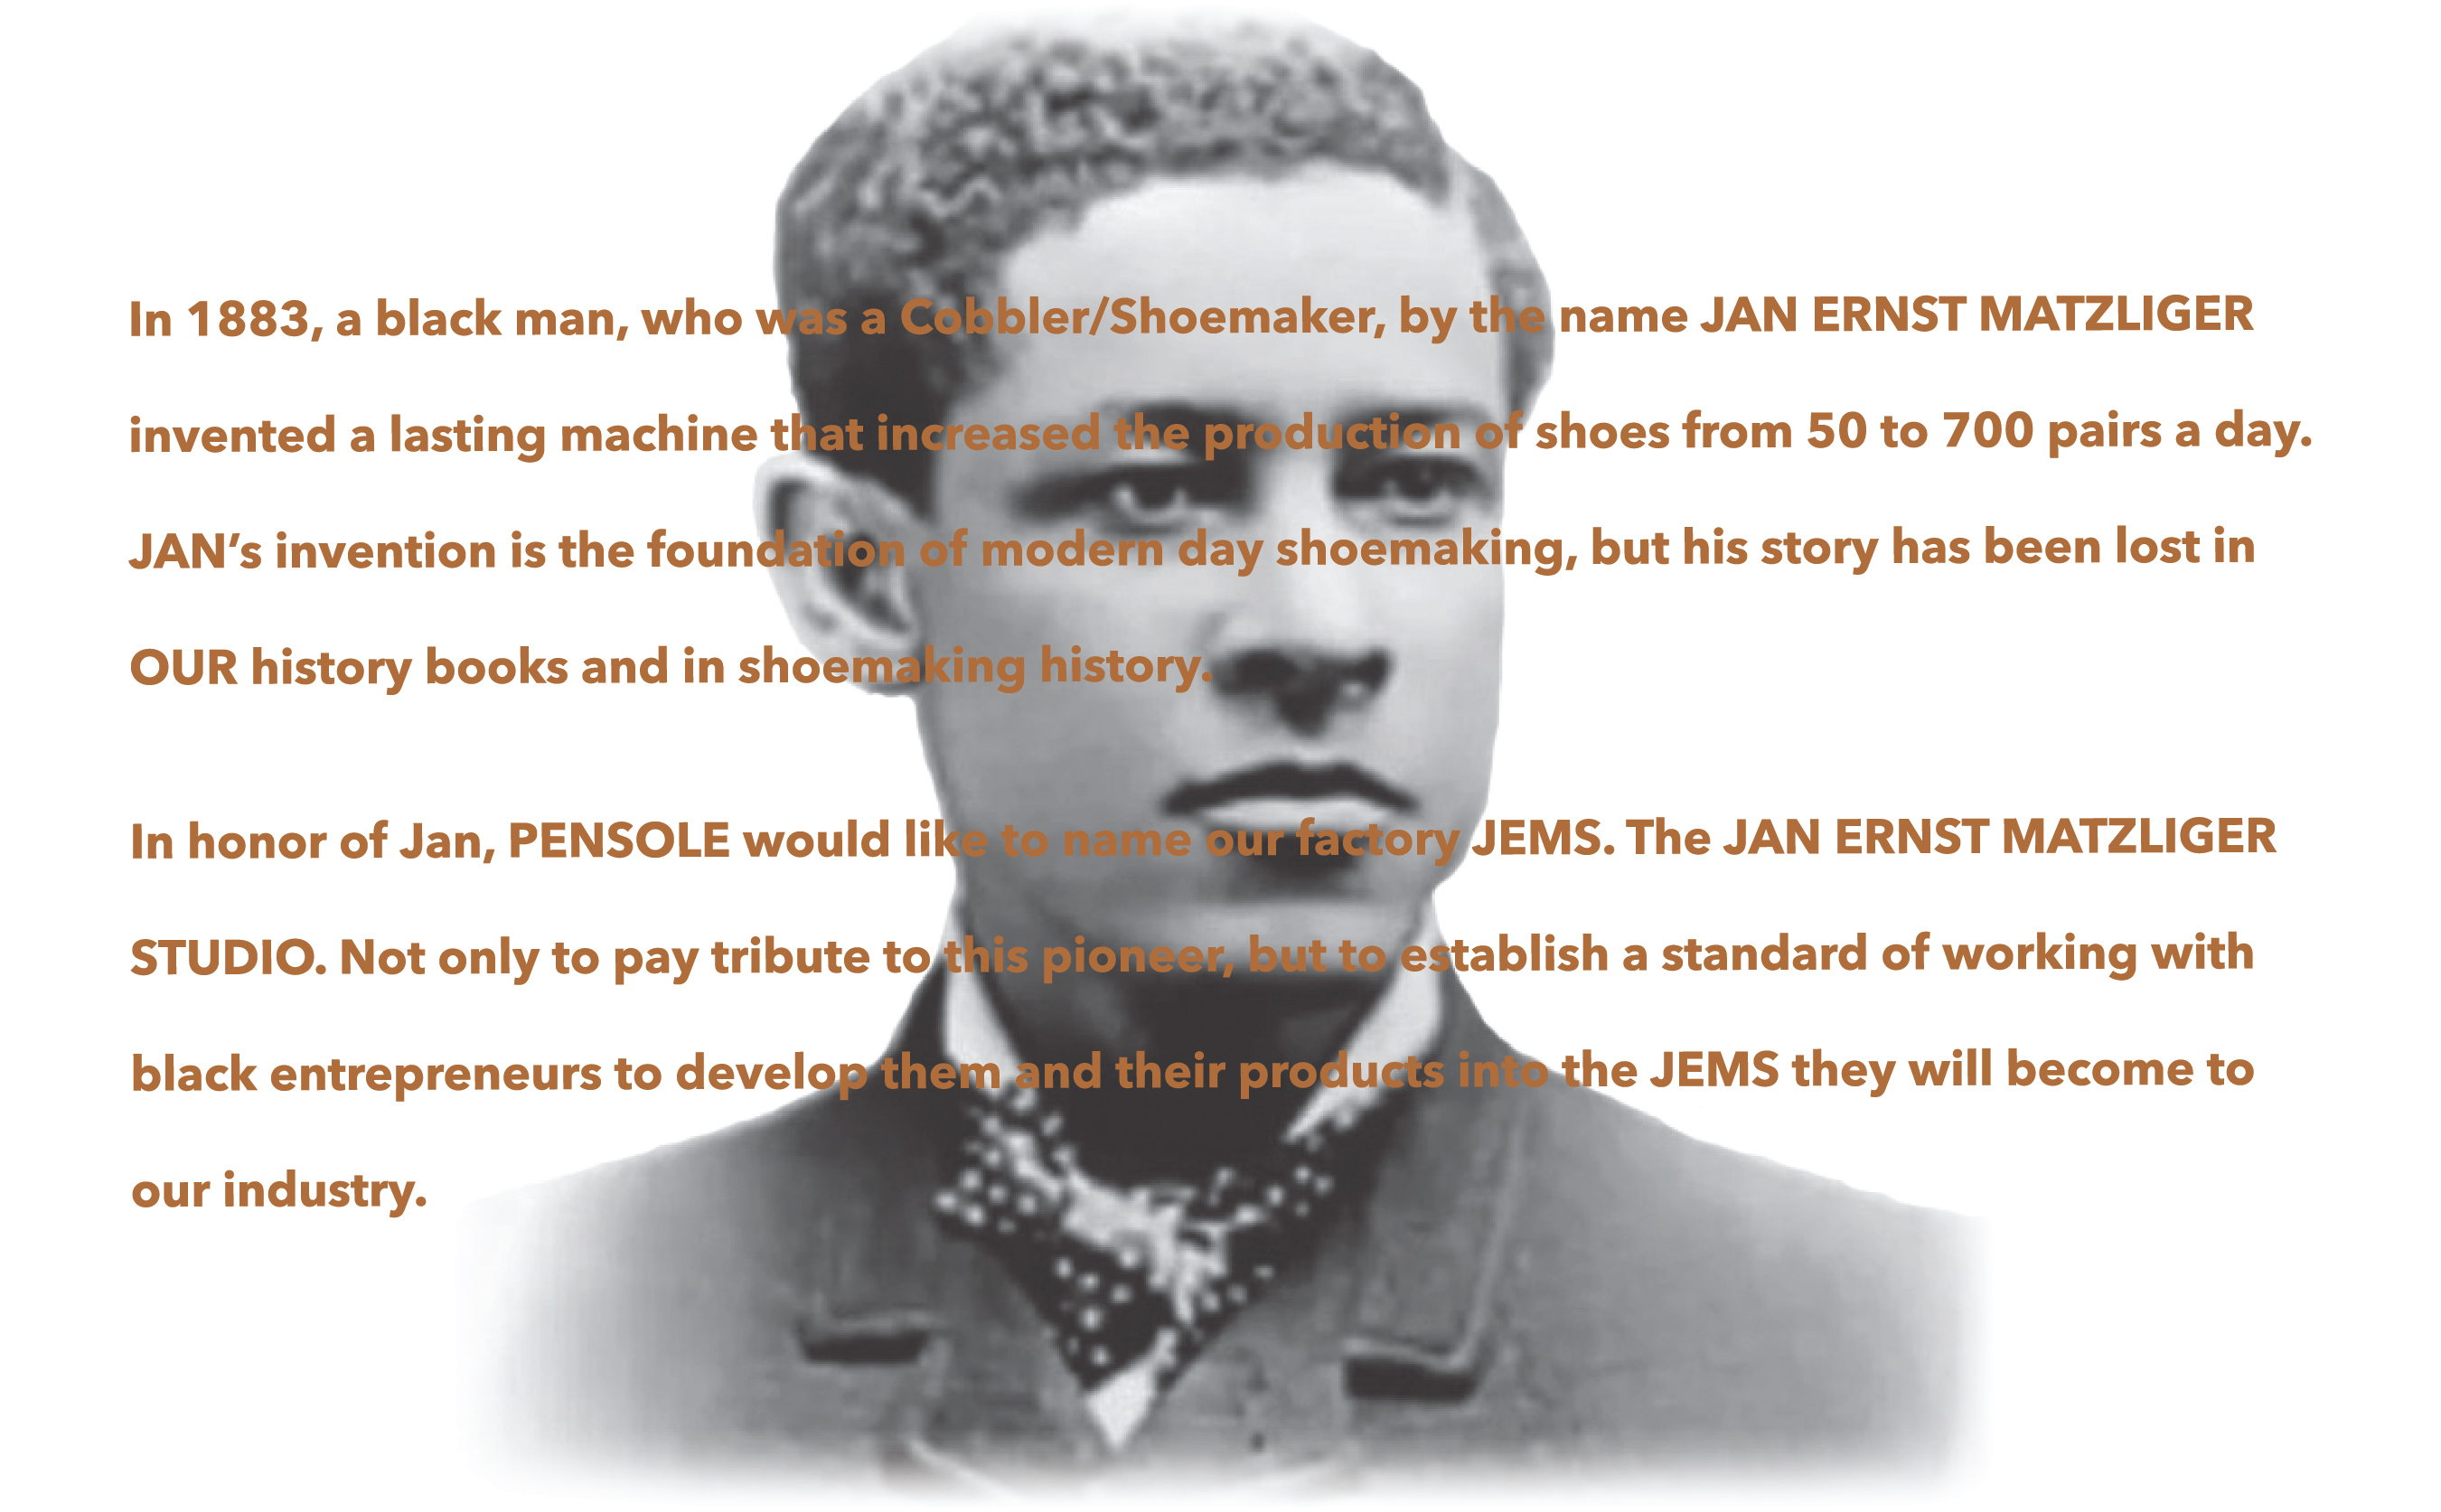 In 1883, a black man, who was a Cobbler/Shoemaker, by the name JAN ERNST MATZLIGER
invented a lasting machine that increased the production of shoes from 50 to 700 pairs a day.
JAN’s invention is the foundation of modern day shoemaking, but his story has been lost in
OUR history books and in shoemaking history.
In honor of Jan, PENSOLE would like to name our factory JEMS. The JAN ERNST MATZLIGER
STUDIO. Not only to pay tribute to this pioneer, but to establish a standard of working with
black entrepreneurs to develop them and their products into the JEMS they will become to
our industry.